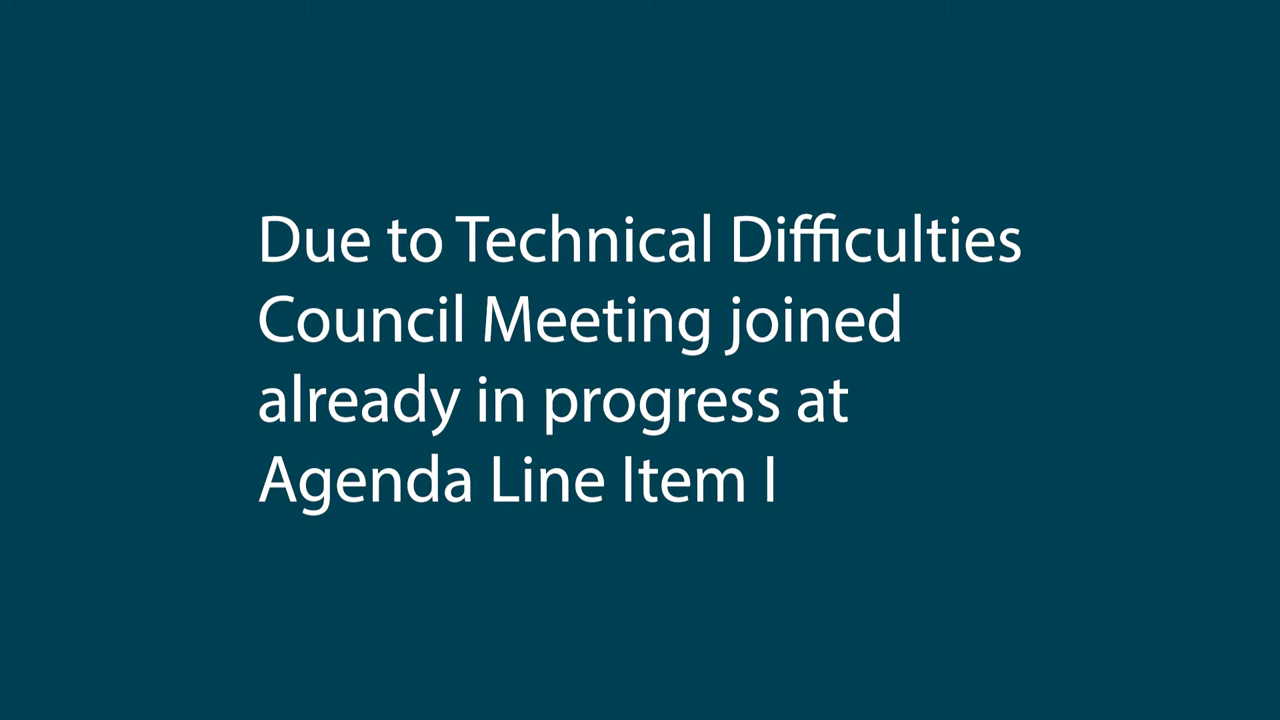 Due to Technical Difficulties
Council Meeting joined
already in progress at
Agenda Line Item I